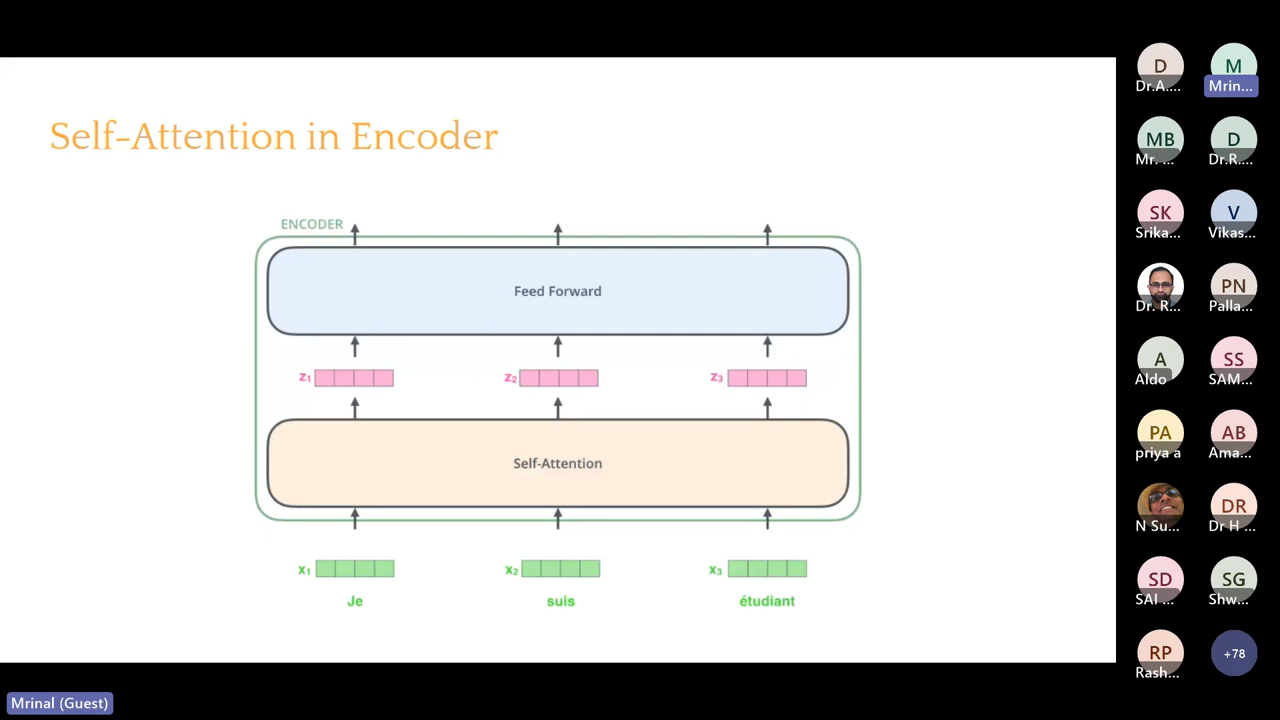 Self-Attention in Encoder
ENCODER
Feed Forward
z1
z2
z3
Self-Attention
x1
x2
x3
Je
suis
étudiant
D
Dr.A....
M
Mrin...
MB
Mr. ...
D
Dr.R....
SK
Srika...
V
Vikas...
Dr. R...
PN
Palla...
A
Aldo
SS
SAM...
PA
priya a
AB
Ama...
N Su...
DR
Dr H ...
SD
SAI ...
SG
Shw...
RP
Rash...
+78
Mrinal (Guest)